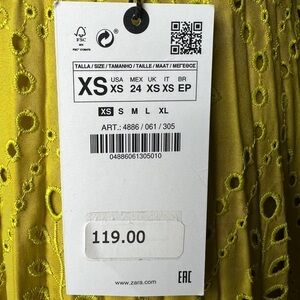 FSC
TALLA / SIZE / TAMANHO / TAILLE / MAAT / ΜΕΓΕΘΟΣ
XS USA MEX UK IT BR
XS 24 XS XS EP
XS S M L XL
ART.: 4886 / 061 / 305
04886061305010
119.00
www.zara.com EAC